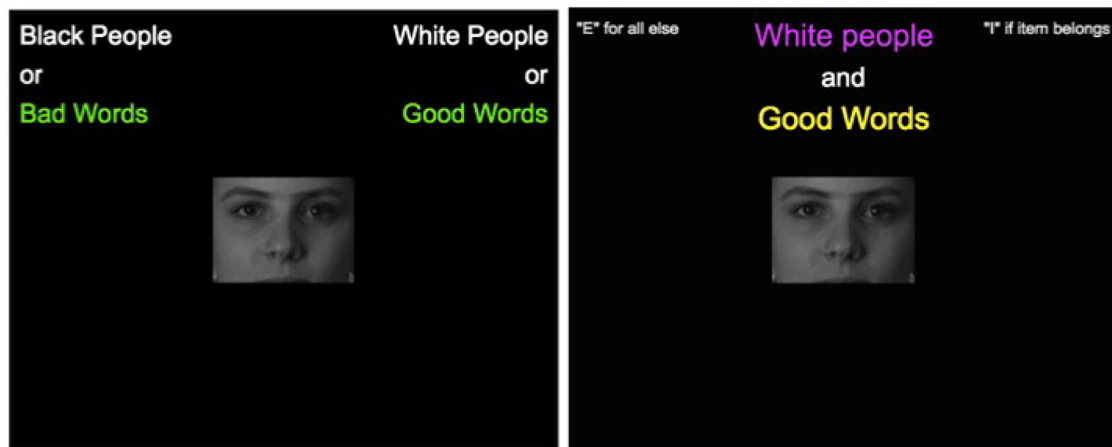 Black People
or
Bad Words
White People
or
Good Words
"E" for all else
White people
and
Good Words
"I" if item belongs